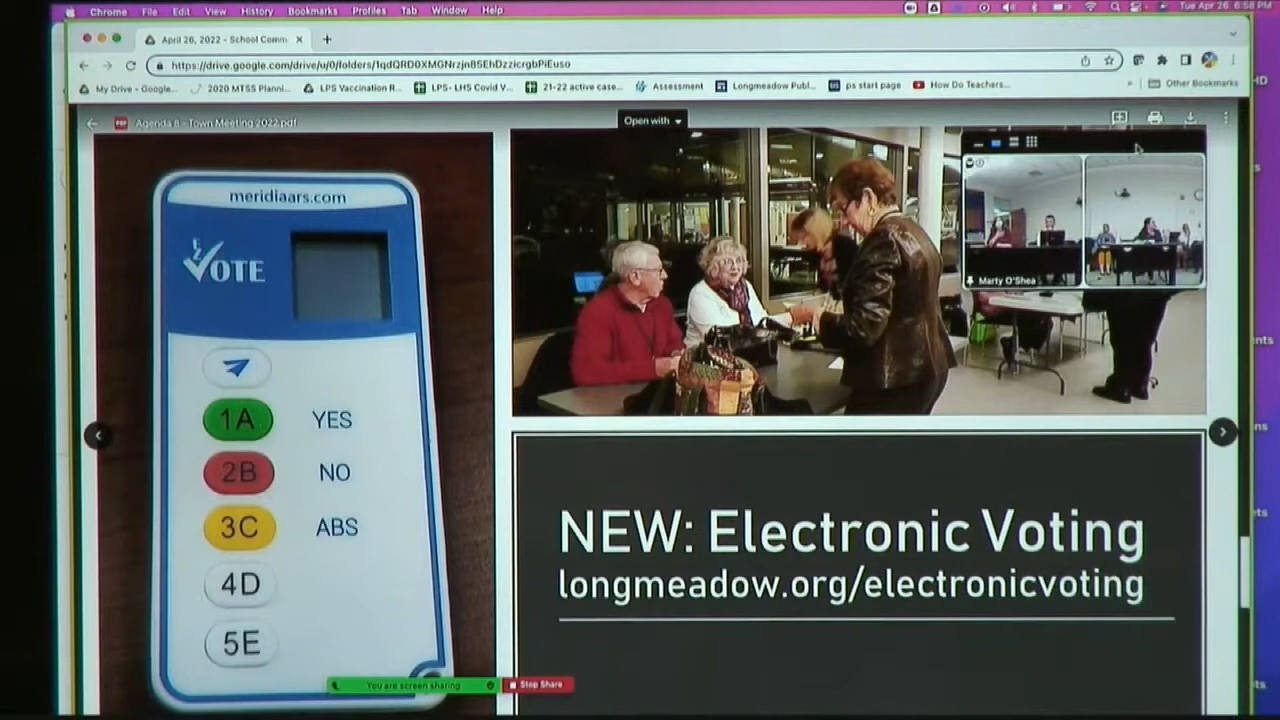 Chrome File Edit View History Bookmarks Profiles Tab Window Help
Tue Apr 26 6:58 PM
April 26, 2022 - School Comm
https://drive.google.com/drive/u/0/folders/1qdQRD0XMGNrzjn85EhDzzicrgbPiEuso
My Drive - Google... 2020 MTSS Planni... LPS Vaccination R... LPS- LHS Covid V... 21-22 active case... Assessment Longmeadow Publ... ps start page How Do Teachers... » Other Bookmarks
PDF Agenda 8 - Town Meeting 2022.pdf
Open with
meridiaars.com
EZ VOTE
1A YES
2B NO
3C ABS
4D
5E
Marty O'Shea
NEW: Electronic Voting
longmeadow.org/electronicvoting
You are screen sharing
Stop Share